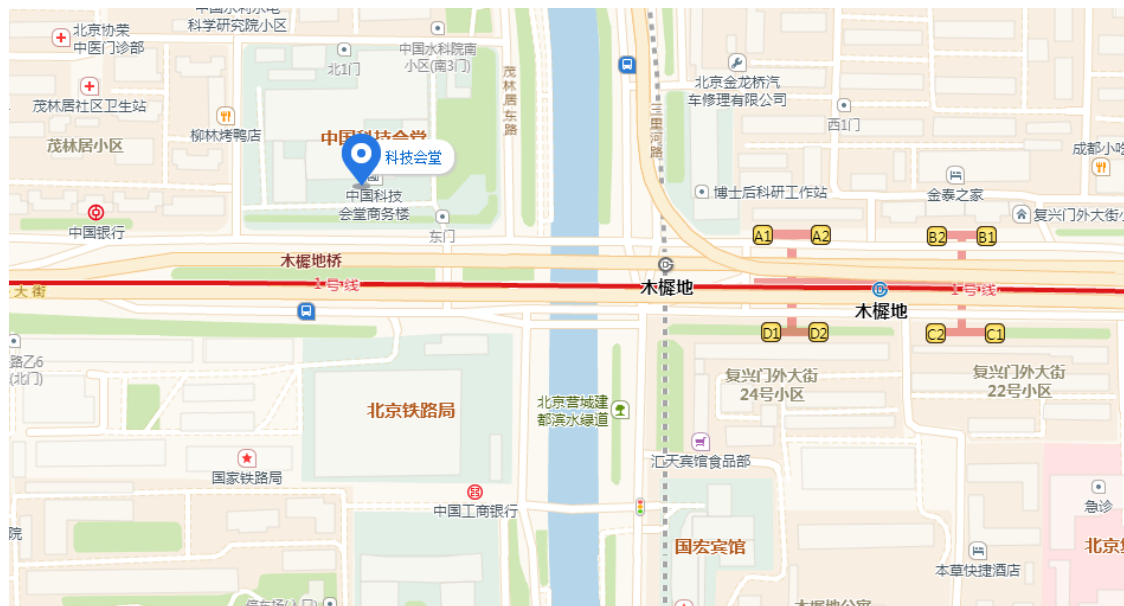 北京协荣
中医门诊部
科学研究院小区
北1门
中国水科院南
小区(南3门)
茂林居东路
三里河路
北京金龙桥汽
车修理有限公司
西1门
成都小吃
茂林居社区卫生站
柳林烤鸭店
茂林居小区
中国科技会堂
科技会堂
中国科技
会堂商务楼
博士后科研工作站
金泰之家
复兴门外大街小
中国银行
东门
A1
A2
B2
B1
木樨地桥
大街
1号线
木樨地
木樨地
1号线
D1
D2
C2
C1
路乙6
(北门)
复兴门外大街
24号小区
复兴门外大街
22号小区
北京铁路局
北京营城建
都滨水绿道
国家铁路局
汇天宾馆食品部
中国工商银行
急诊
院
国宏宾馆
北京复
本草快捷酒店